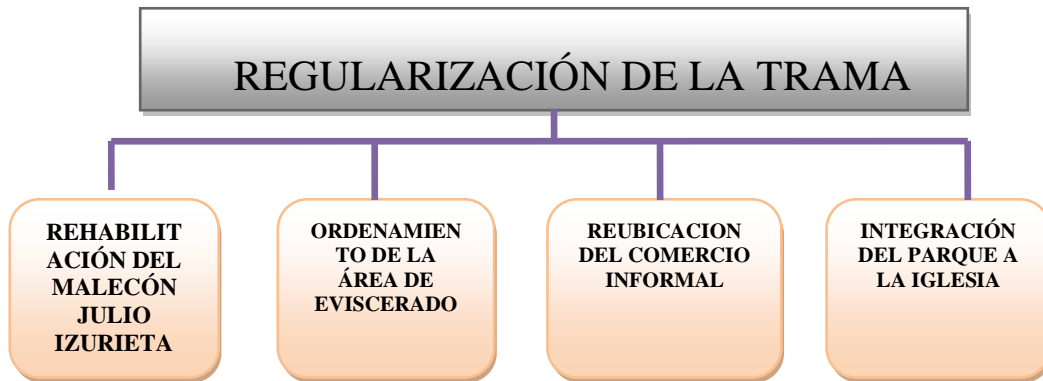 REGULARIZACIÓN DE LA TRAMA
REHABILIT
ACIÓN DEL
MALECÓN
JULIO
IZURIETA
ORDENAMIEN
TO DE LA
ÁREA DE
EVISCERADO
REUBICACION
DEL COMERCIO
INFORMAL
INTEGRACIÓN
DEL PARQUE A
LA IGLESIA